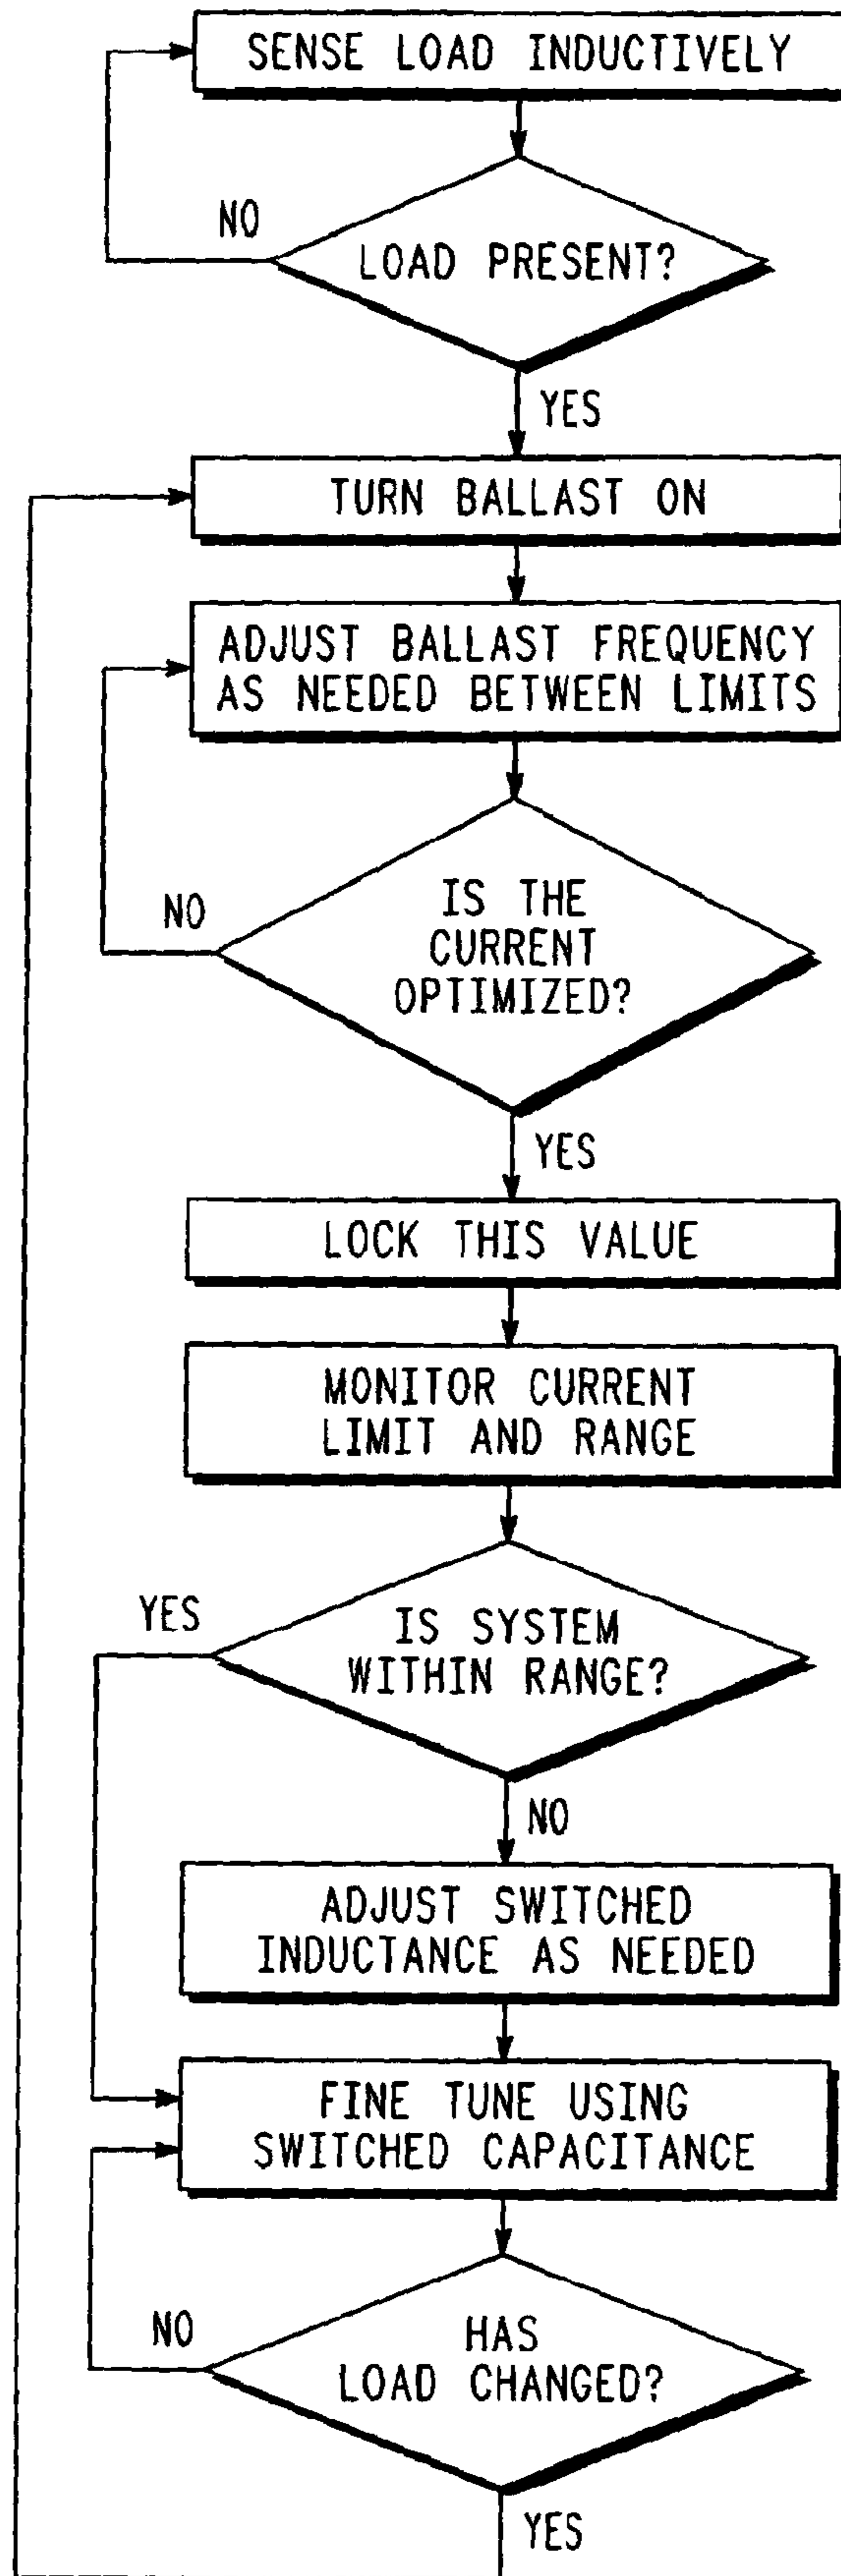 SENSE LOAD INDUCTIVELY
NO
LOAD PRESENT?
YES
TURN BALLAST ON
ADJUST BALLAST FREQUENCY
AS NEEDED BETWEEN LIMITS
NO
IS THE
CURRENT
OPTIMIZED?
YES
LOCK THIS VALUE
MONITOR CURRENT
LIMIT AND RANGE
YES
IS SYSTEM
WITHIN RANGE?
NO
ADJUST SWITCHED
INDUCTANCE AS NEEDED
FINE TUNE USING
SWITCHED CAPACITANCE
NO
HAS
LOAD CHANGED?
YES